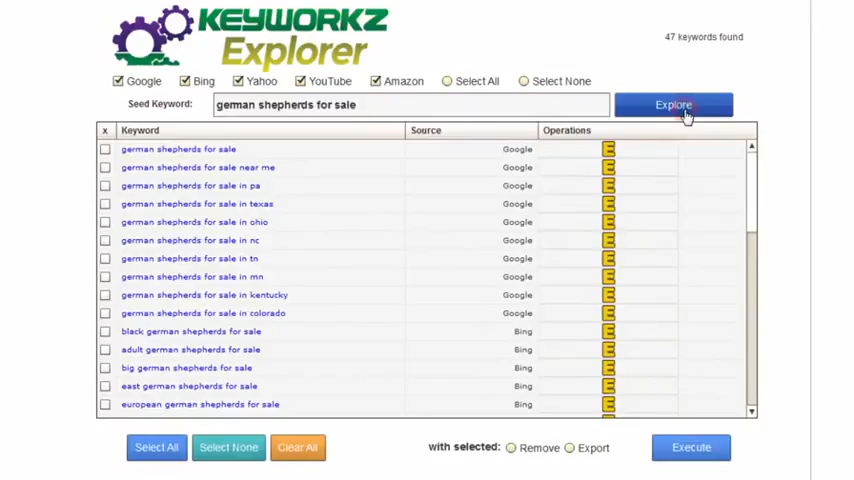 KEYWORKZ
Explorer
47 keywords found
Google Bing Yahoo YouTube Amazon Select All Select None
Seed Keyword: german shepherds for sale Explore
x Keyword Source Operations
german shepherds for sale Google E
german shepherds for sale near me Google E
german shepherds for sale in pa Google E
german shepherds for sale in texas Google E
german shepherds for sale in ohio Google E
german shepherds for sale in nc Google E
german shepherds for sale in tn Google E
german shepherds for sale in mn Google E
german shepherds for sale in kentucky Google E
german shepherds for sale in colorado Google E
black german shepherds for sale Bing E
adult german shepherds for sale Bing E
big german shepherds for sale Bing E
east german shepherds for sale Bing E
european german shepherds for sale Bing E
Select All Select None Clear All with selected: Remove Export Execute